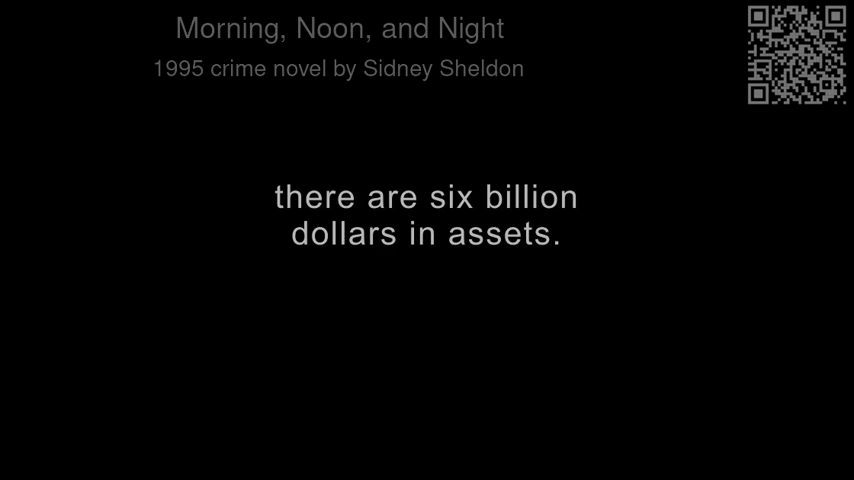 Morning, Noon, and Night
1995 crime novel by Sidney Sheldon
there are six billion
dollars in assets.